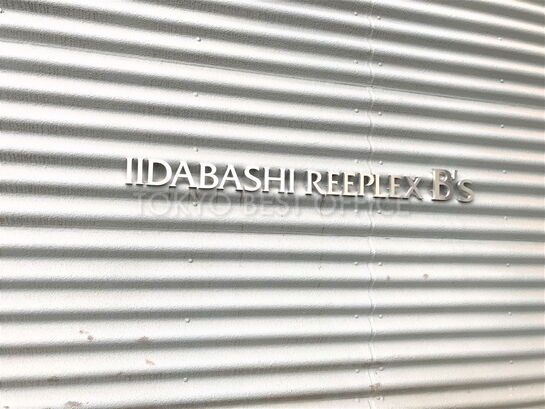 IIDABASHI REEPLEX B's
TOKYO BEST OFFICE